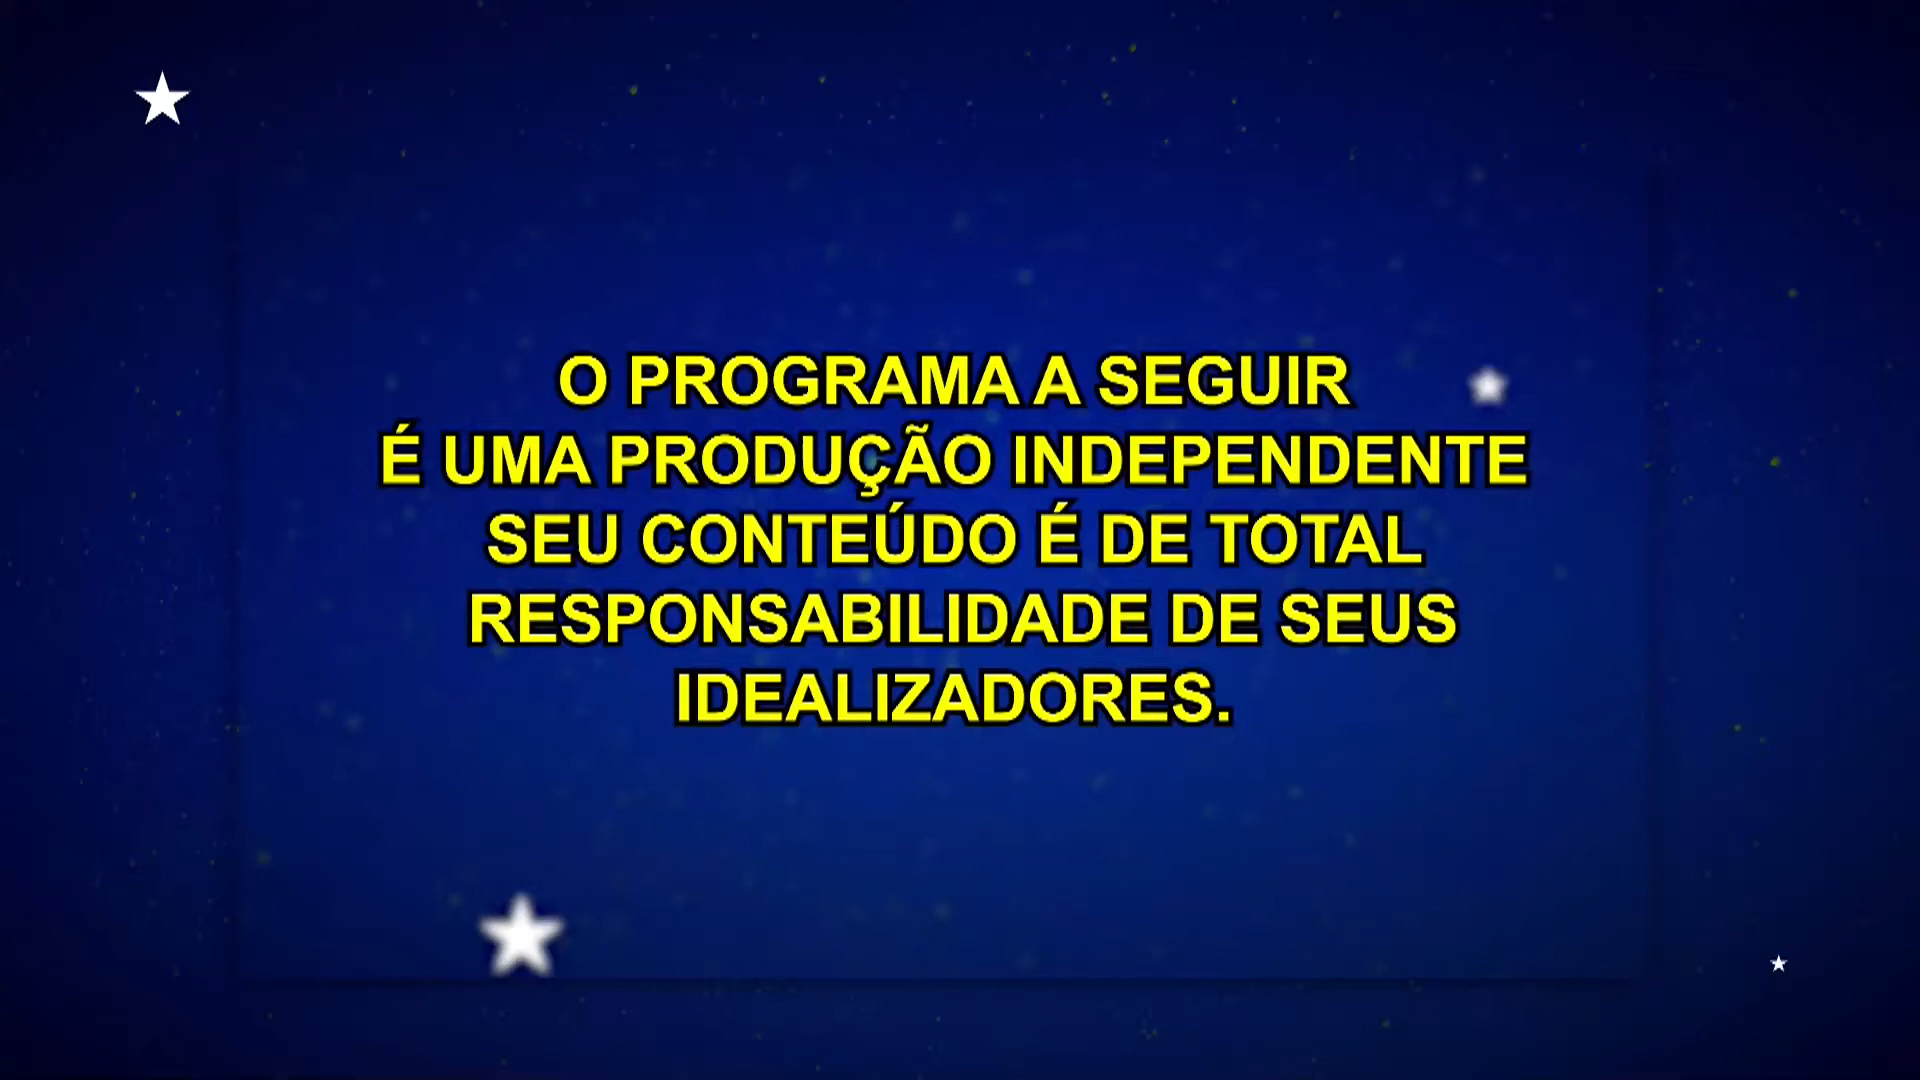 O PROGRAMA A SEGUIR
É UMA PRODUÇÃO INDEPENDENTE
SEU CONTEÚDO É DE TOTAL
RESPONSABILIDADE DE SEUS
IDEALIZADORES.